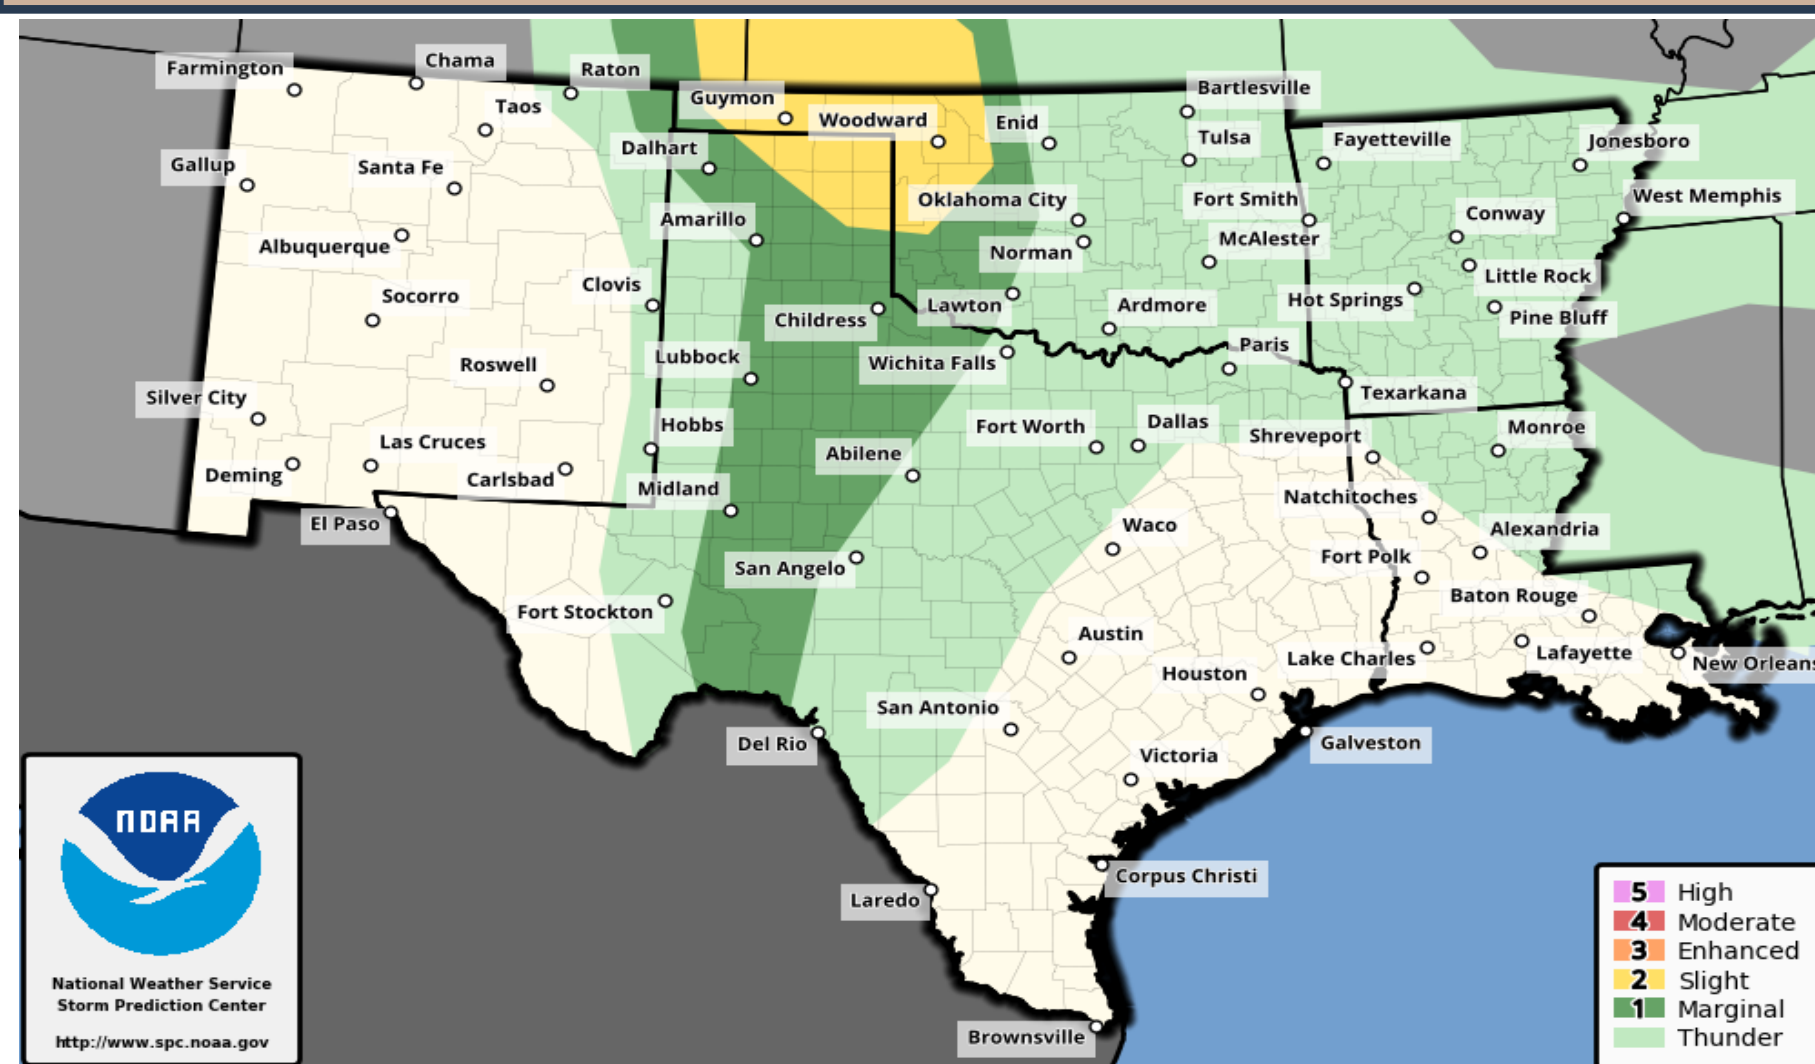 Farmington
Chama
Raton
Taos
Guymon
Woodward
Enid
Bartlesville
Tulsa
Fayetteville
Jonesboro
Gallup
Santa Fe
Dalhart
Oklahoma City
Fort Smith
West Memphis
Albuquerque
Amarillo
Norman
McAlester
Conway
Socorro
Clovis
Childress
Lawton
Ardmore
Hot Springs
Little Rock
Pine Bluff
Roswell
Lubbock
Wichita Falls
Paris
Silver City
Texarkana
Las Cruces
Hobbs
Fort Worth
Dallas
Shreveport
Monroe
Deming
Carlsbad
Midland
Abilene
Natchitoches
El Paso
Waco
Alexandria
San Angelo
Fort Polk
Fort Stockton
Baton Rouge
Austin
Lake Charles
Lafayette
New Orleans
Houston
San Antonio
Del Rio
Galveston
Victoria
Laredo
Corpus Christi
Brownsville
NOAA
National Weather Service
Storm Prediction Center
http://www.spc.noaa.gov
5 High
4 Moderate
3 Enhanced
2 Slight
1 Marginal
Thunder